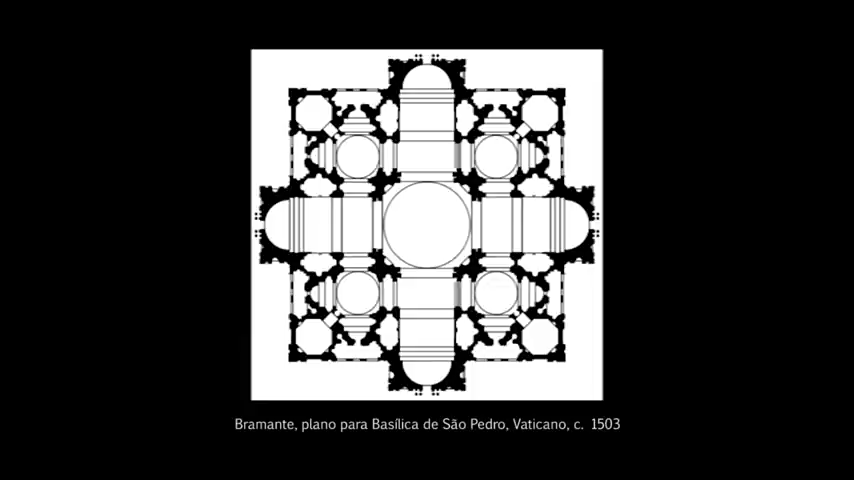 Bramante, plano para Basílica de São Pedro, Vaticano, c. 1503